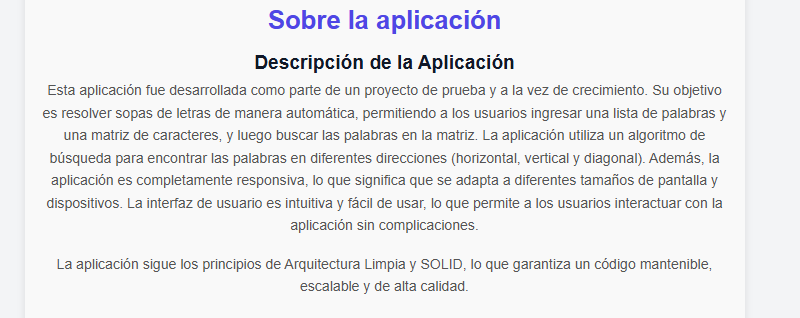 Sobre la aplicación
Descripción de la Aplicación
Esta aplicación fue desarrollada como parte de un proyecto de prueba y a la vez de crecimiento. Su objetivo
es resolver sopas de letras de manera automática, permitiendo a los usuarios ingresar una lista de palabras y
una matriz de caracteres, y luego buscar las palabras en la matriz. La aplicación utiliza un algoritmo de
búsqueda para encontrar las palabras en diferentes direcciones (horizontal, vertical y diagonal). Además, la
aplicación es completamente responsiva, lo que significa que se adapta a diferentes tamaños de pantalla y
dispositivos. La interfaz de usuario es intuitiva y fácil de usar, lo que permite a los usuarios interactuar con la
aplicación sin complicaciones.
La aplicación sigue los principios de Arquitectura Limpia y SOLID, lo que garantiza un código mantenible,
escalable y de alta calidad.